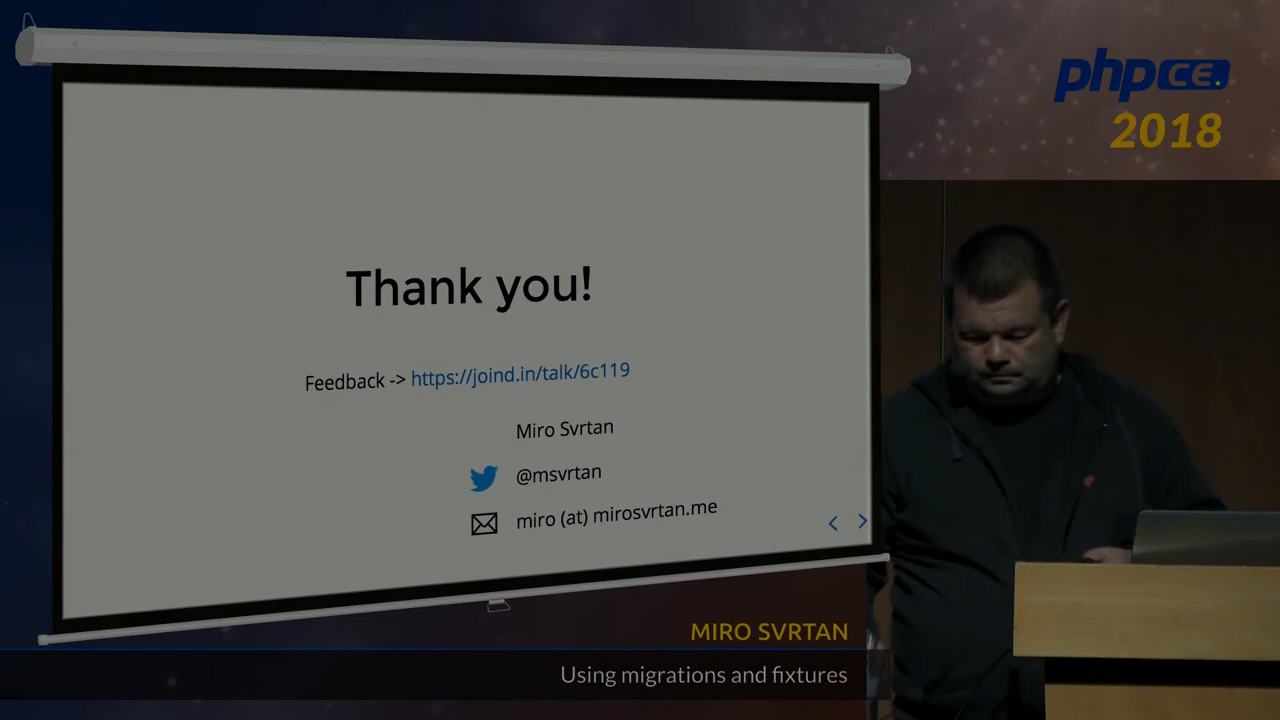 phpCE.
2018
Thank you!
Feedback -> https://joind.in/talk/6c119
Miro Svrtan
@msvrtan
miro (at) mirosvrtan.me
< >
MIRO SVRTAN
Using migrations and fixtures